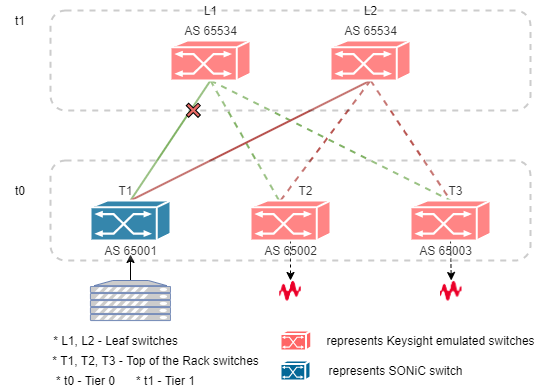 t1
L1
L2
AS 65534
AS 65534
t0
T1
T2
T3
AS 65001
AS 65002
AS 65003
* L1, L2 - Leaf switches
* T1, T2, T3 - Top of the Rack switches
* t0 - Tier 0 * t1 - Tier 1
represents Keysight emulated switches
represents SONiC switch